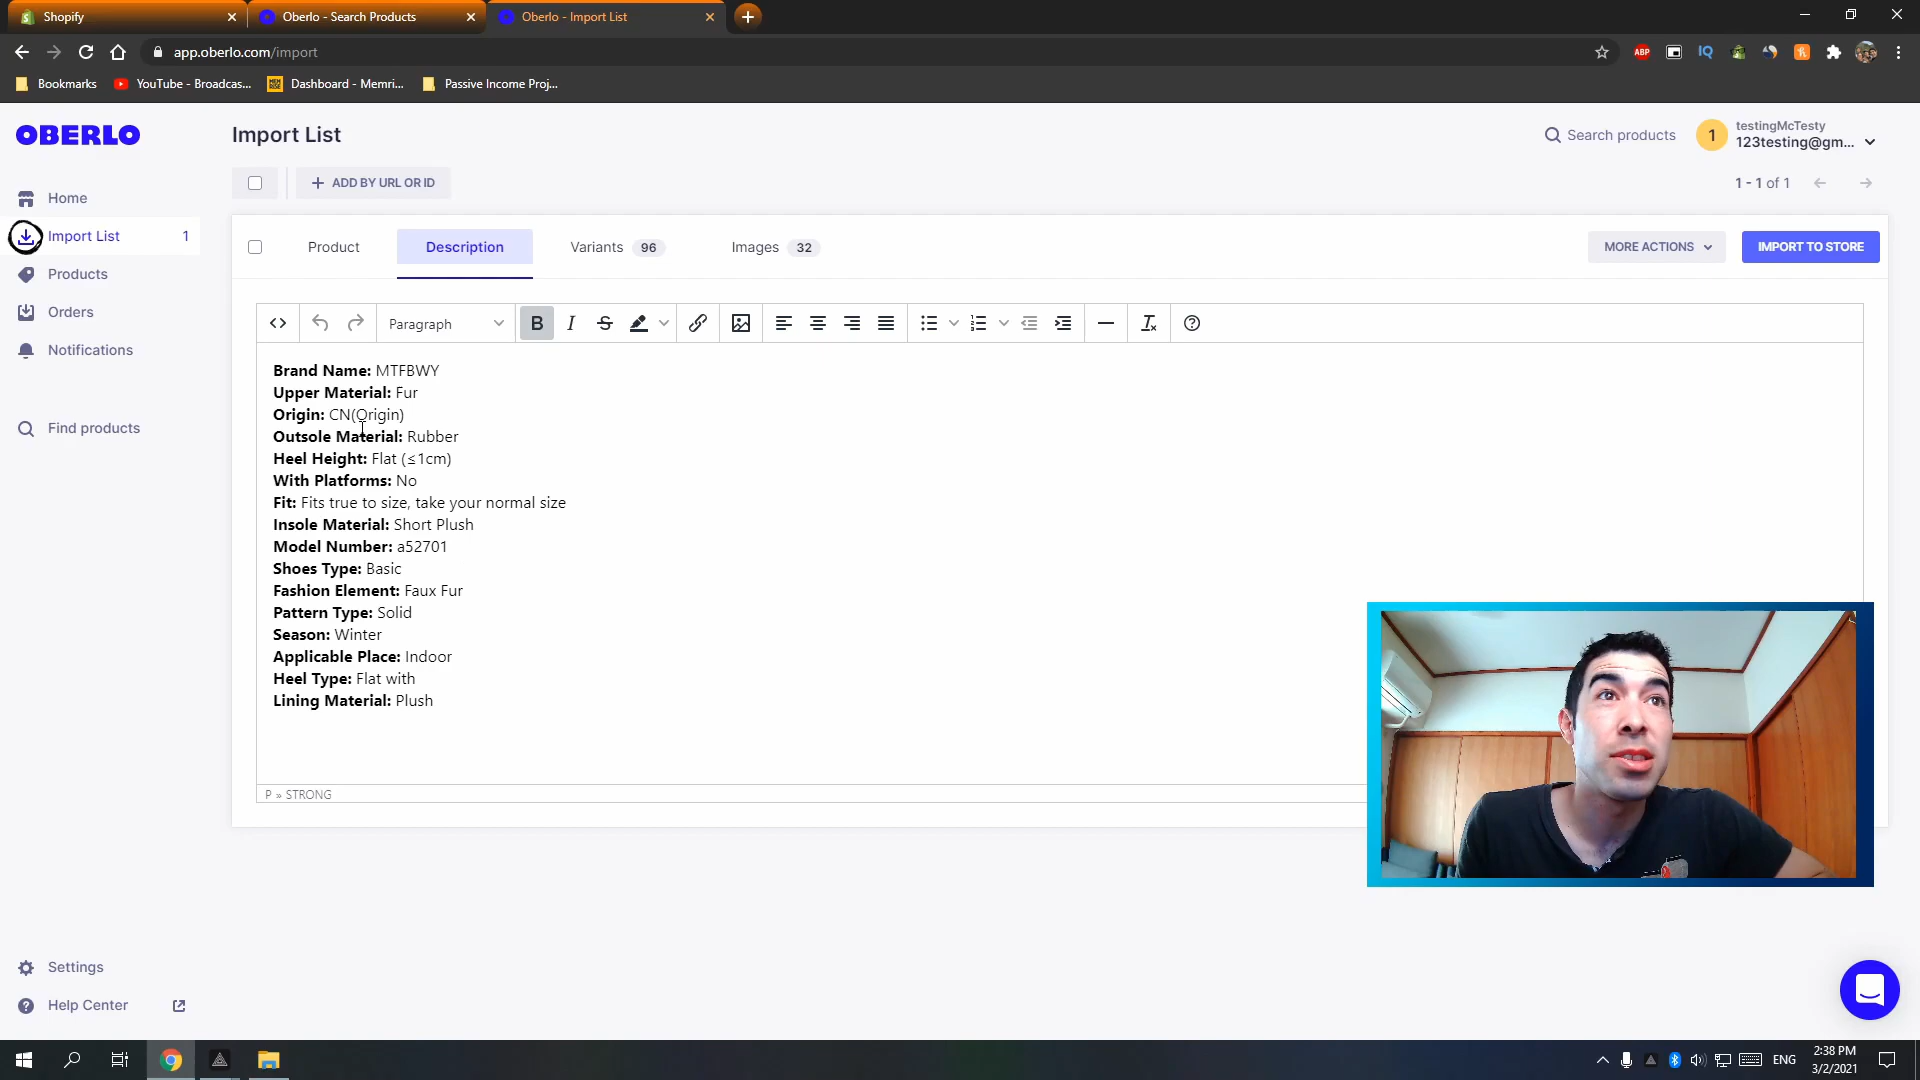 Shopify
Oberlo - Search Products
Oberlo - Import List
app.oberlo.com/import
ABP
IQ
Bookmarks
YouTube - Broadcas...
Dashboard - Memri...
Passive Income Proj...
OBERLO
Import List
Search products
1
testingMcTesty
123testing@gm...
ADD BY URL OR ID
1 - 1 of 1
Home
Import List 1
Products
Orders
Notifications
Find products
Product
Description
Variants 96
Images 32
MORE ACTIONS
IMPORT TO STORE
Paragraph
B
I
S
Brand Name: MTFBWY
Upper Material: Fur
Origin: CN(Origin)
Outsole Material: Rubber
Heel Height: Flat (≤1cm)
With Platforms: No
Fit: Fits true to size, take your normal size
Insole Material: Short Plush
Model Number: a52701
Shoes Type: Basic
Fashion Element: Faux Fur
Pattern Type: Solid
Season: Winter
Applicable Place: Indoor
Heel Type: Flat with
Lining Material: Plush
P » STRONG
Settings
Help Center
ENG
2:38 PM
3/2/2021